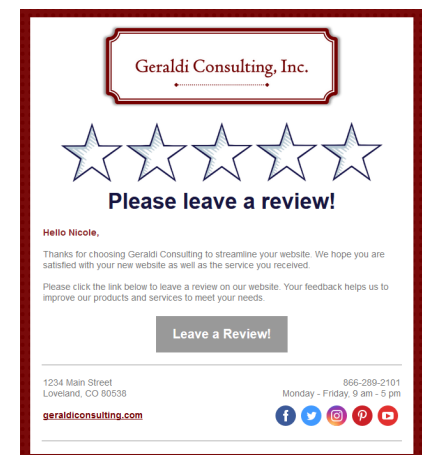 Geraldi Consulting, Inc.
Please leave a review!
Hello Nicole,
Thanks for choosing Geraldi Consulting to streamline your website. We hope you are
satisfied with your new website as well as the service you received.
Please click the link below to leave a review on our website. Your feedback helps us to
improve our products and services to meet your needs.
Leave a Review!
1234 Main Street
Loveland, CO 80538
geraldiconsulting.com
866-289-2101
Monday - Friday, 9 am - 5 pm